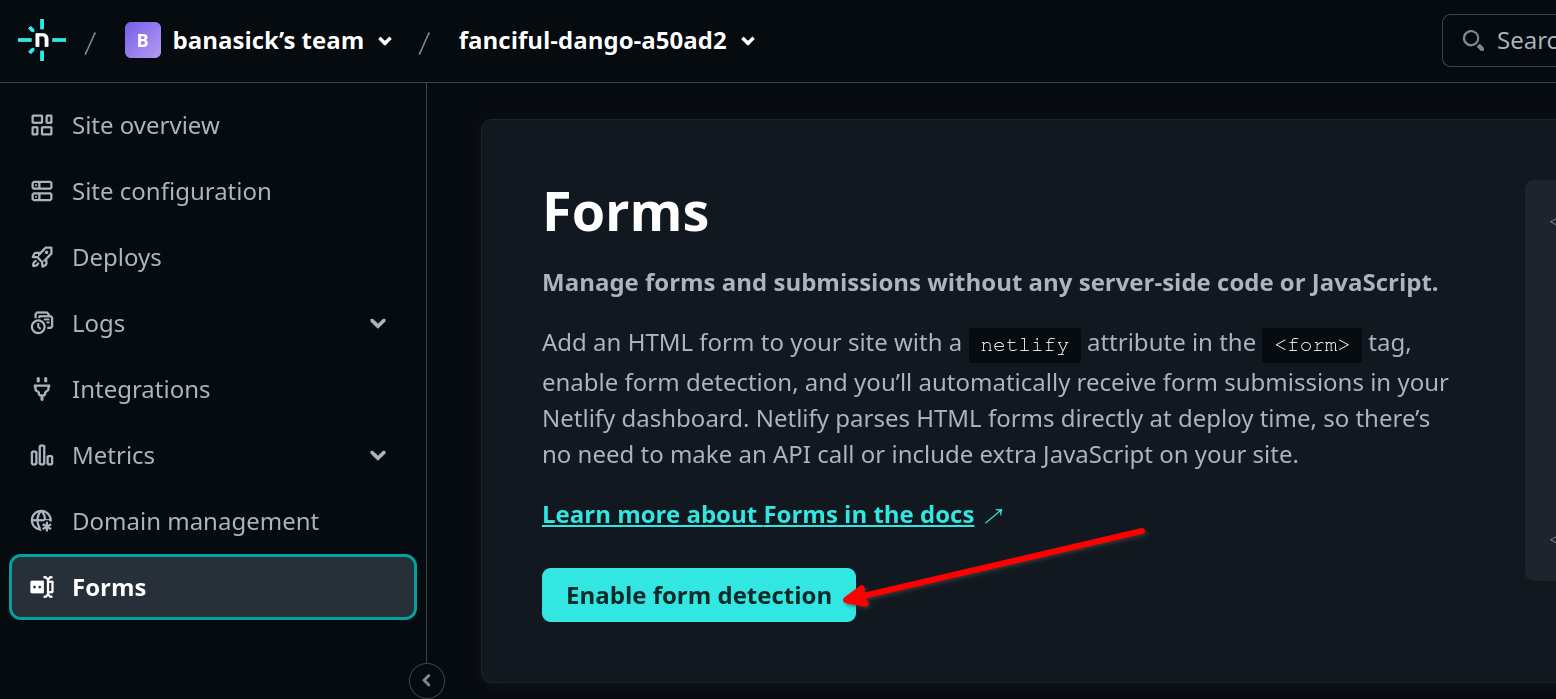 n / B banasick’s team / fanciful-dango-a50ad2
Searc
Site overview
Site configuration
Deploys
Logs
Integrations
Metrics
Domain management
Forms
Forms
Manage forms and submissions without any server-side code or JavaScript.
Add an HTML form to your site with a netlify attribute in the <form> tag,
enable form detection, and you’ll automatically receive form submissions in your
Netlify dashboard. Netlify parses HTML forms directly at deploy time, so there’s
no need to make an API call or include extra JavaScript on your site.
Learn more about Forms in the docs
Enable form detection
<
<